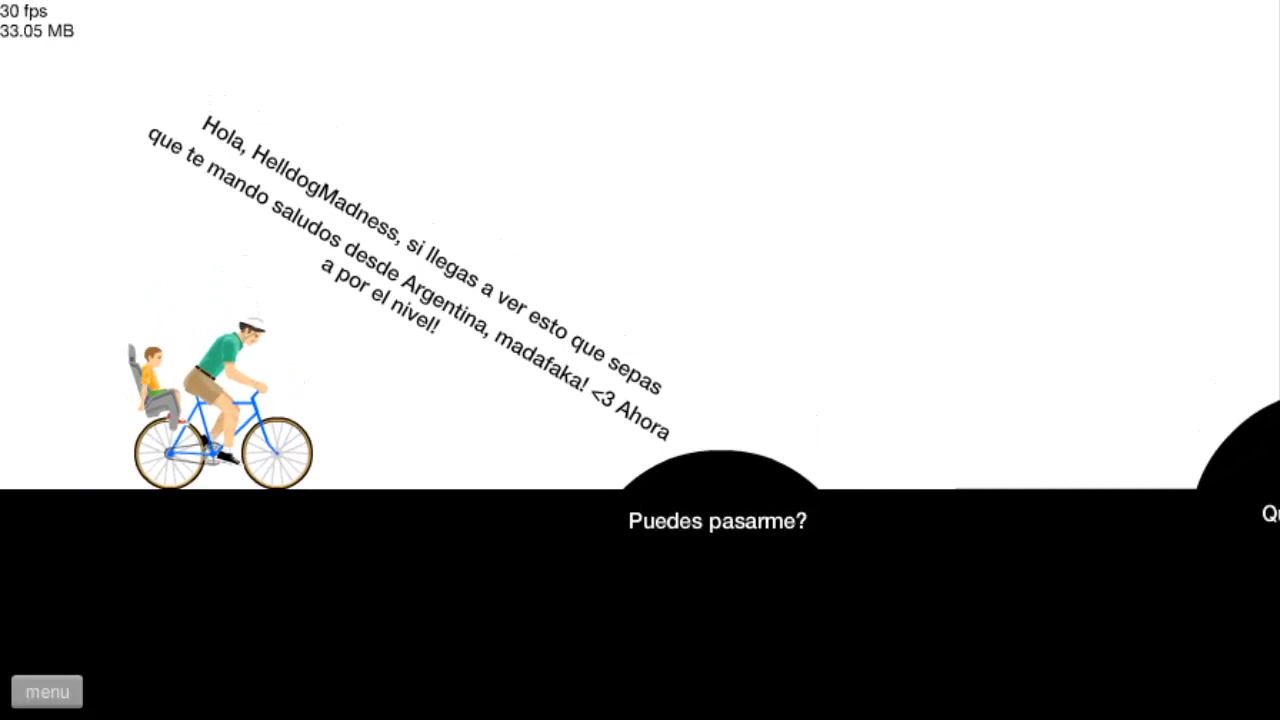 30 fps
33.05 MB
Hola, HelldogMadness, si llegas a ver esto que sepas
que te mando saludos desde Argentina, madafaka! <3 Ahora
a por el nivel!
Puedes pasarme?
menu